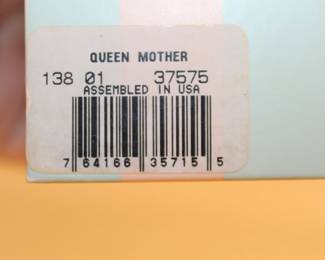 QUEEN MOTHER
138 01 37575
ASSEMBLED IN USA
7 64166 35715 5